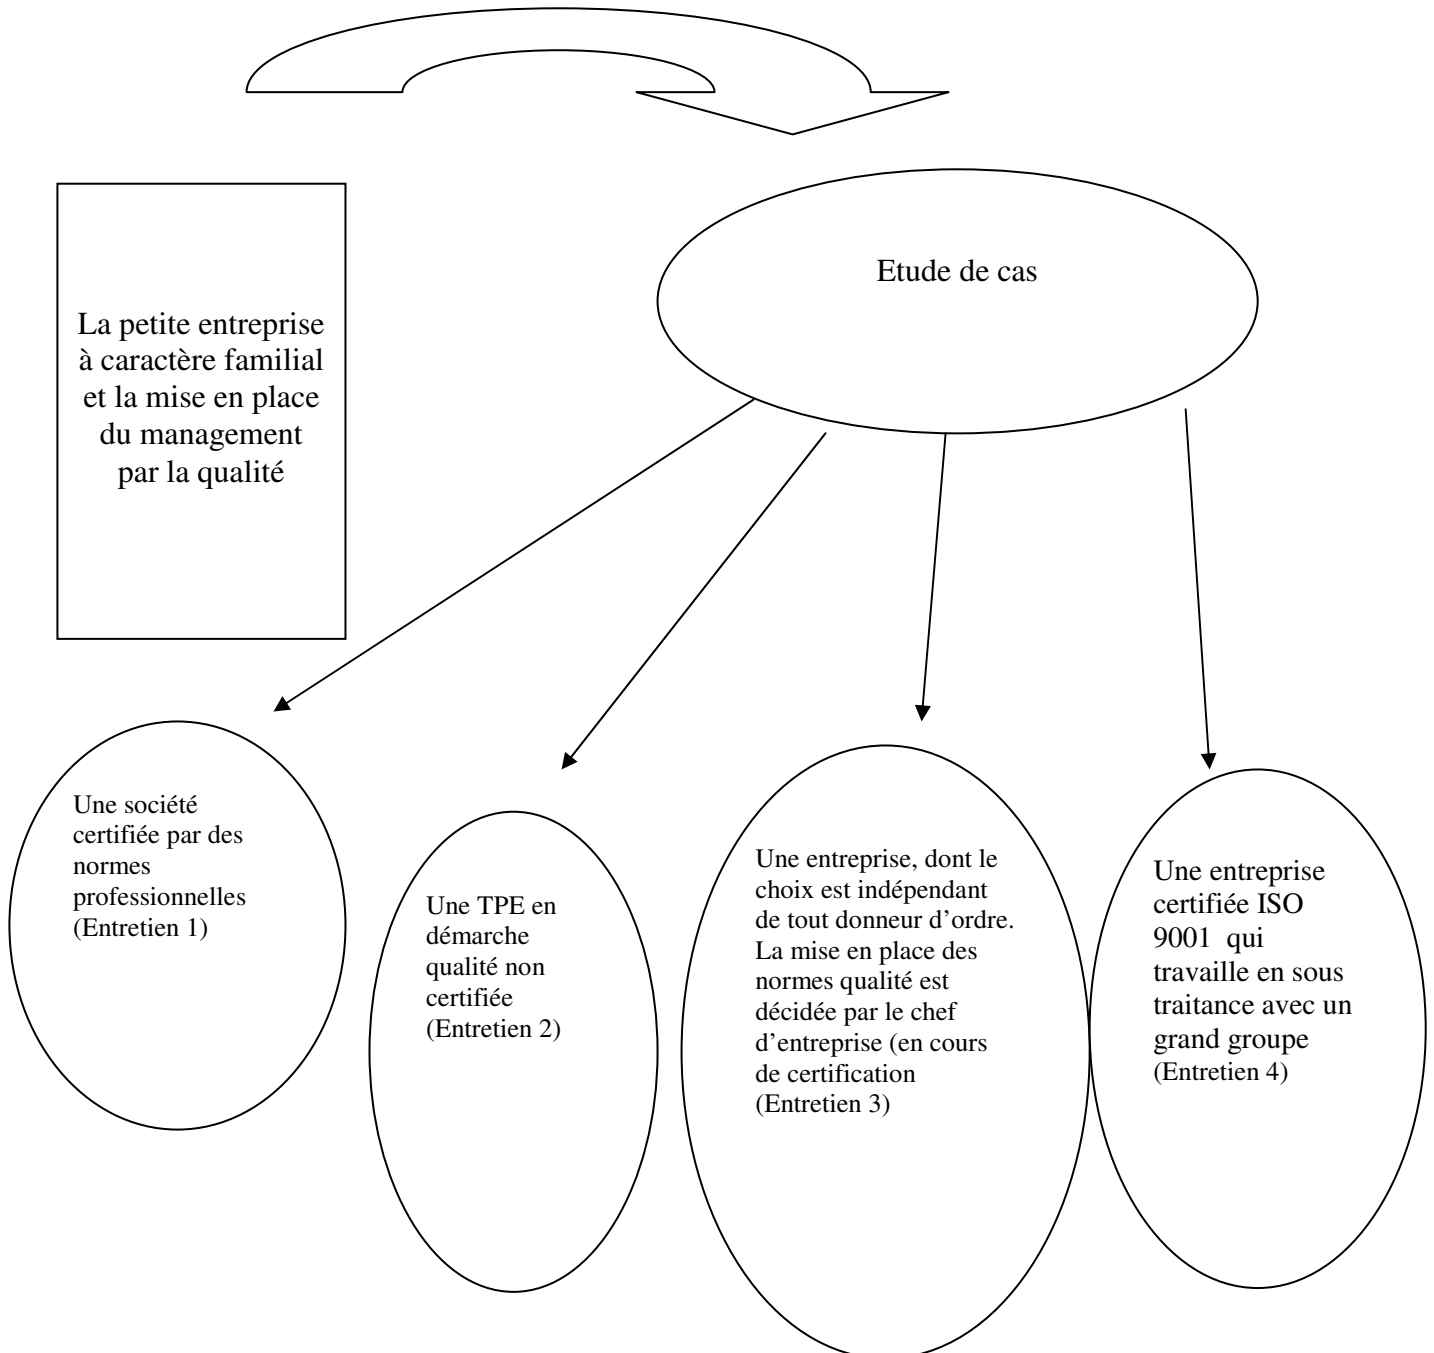 Etude de cas
La petite entreprise
à caractère familial
et la mise en place
du management
par la qualité
Une société
certifiée par des
normes
professionnelles
(Entretien 1)
Une TPE en
démarche
qualité non
certifiée
(Entretien 2)
Une entreprise, dont le
choix est indépendant
de tout donneur d’ordre.
La mise en place des
normes qualité est
décidée par le chef
d’entreprise (en cours
de certification
(Entretien 3)
Une entreprise
certifiée ISO
9001 qui
travaille en sous
traitance avec un
grand groupe
(Entretien 4)